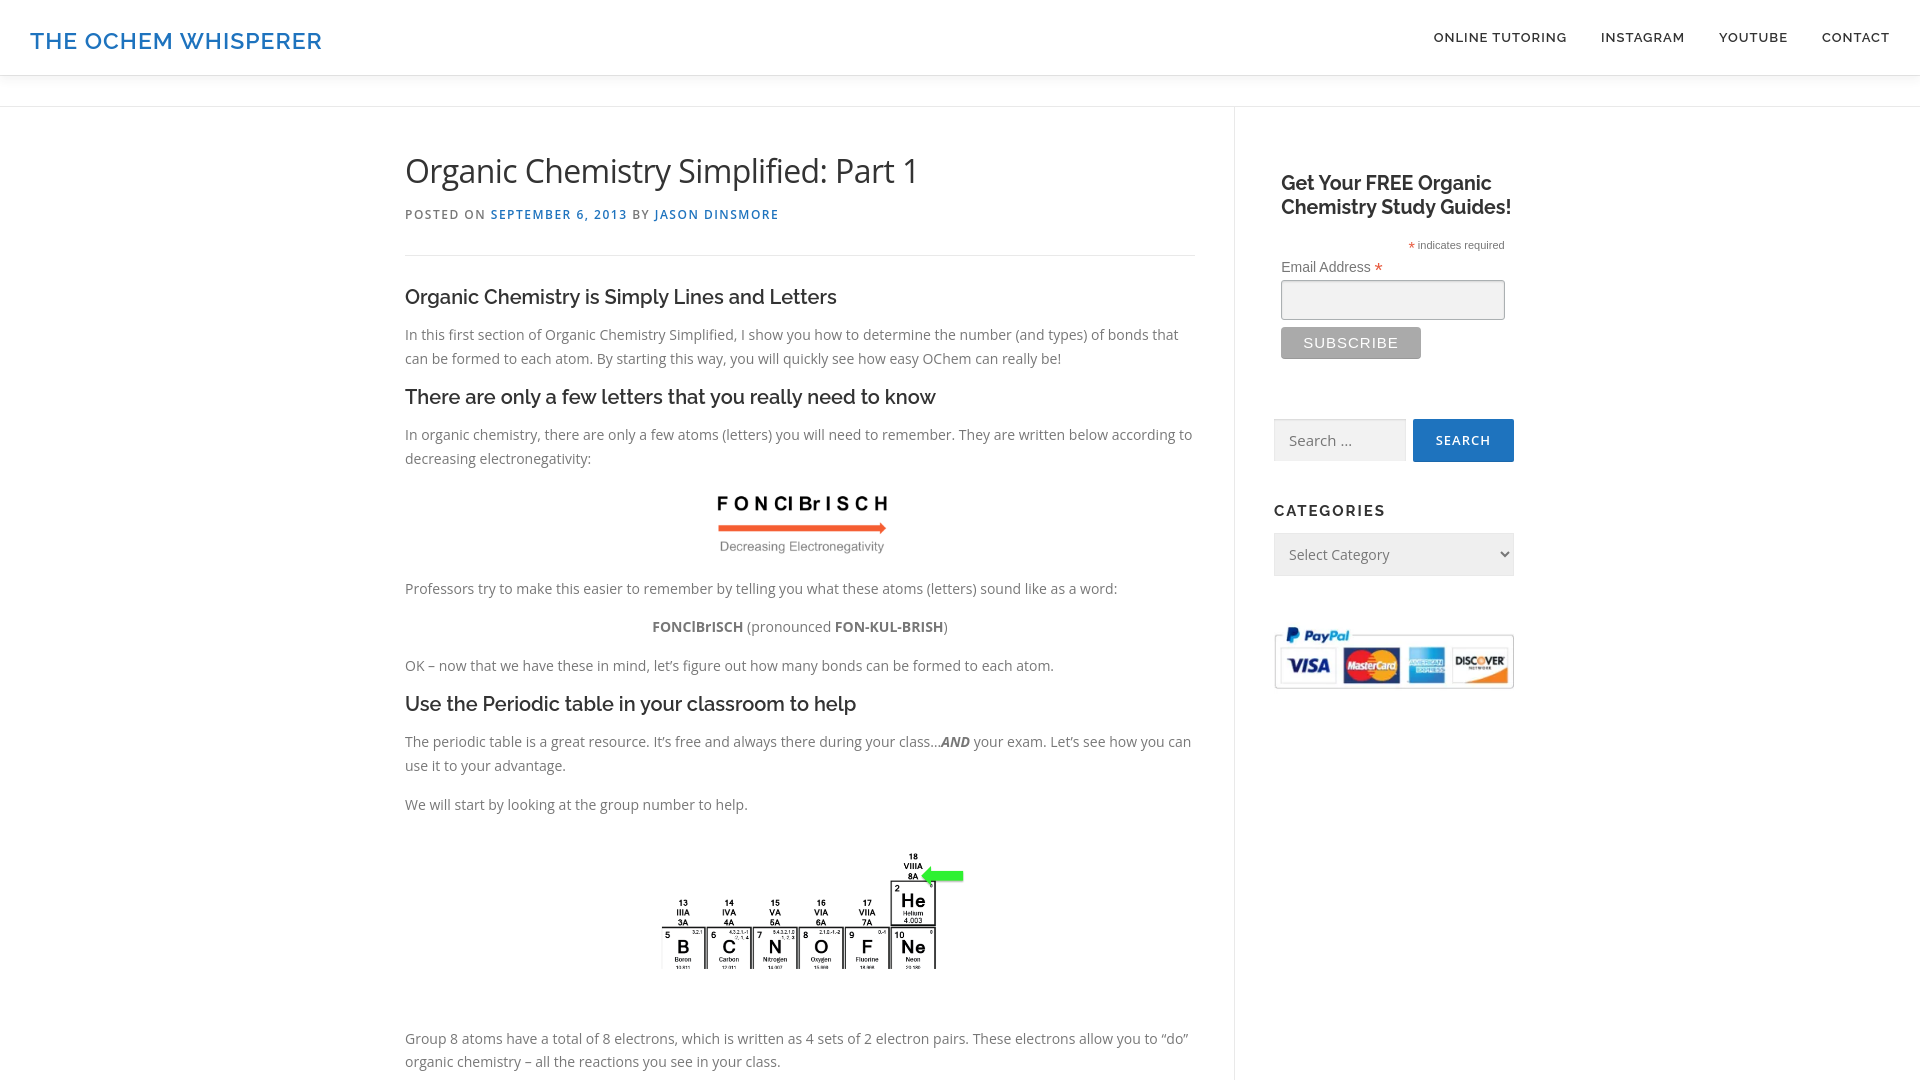 THE OCHEM WHISPERER
ONLINE TUTORING
INSTAGRAM
YOUTUBE
CONTACT
Organic Chemistry Simplified: Part 1
POSTED ON SEPTEMBER 6, 2013 BY JASON DINSMORE
Organic Chemistry is Simply Lines and Letters
In this first section of Organic Chemistry Simplified, I show you how to determine the number (and types) of bonds that
can be formed to each atom. By starting this way, you will quickly see how easy OChem can really be!
There are only a few letters that you really need to know
In organic chemistry, there are only a few atoms (letters) you will need to remember. They are written below according to
decreasing electronegativity:
F O N Cl Br I S C H
Decreasing Electronegativity
Professors try to make this easier to remember by telling you what these atoms (letters) sound like as a word:
FONClBrISCH (pronounced FON-KUL-BRISH)
OK – now that we have these in mind, let’s figure out how many bonds can be formed to each atom.
Use the Periodic table in your classroom to help
The periodic table is a great resource. It’s free and always there during your class…AND your exam. Let’s see how you can
use it to your advantage.
We will start by looking at the group number to help.
18
VIIIA
8A
2
He
Helium
4.003
13 14 15 16 17
IIIA IVA VA VIA VIIA
3A 4A 5A 6A 7A
5 6 7 8 9 10
B C N O F Ne
Boron Carbon Nitrogen Oxygen Fluorine Neon
Group 8 atoms have a total of 8 electrons, which is written as 4 sets of 2 electron pairs. These electrons allow you to “do”
organic chemistry – all the reactions you see in your class.
Get Your FREE Organic
Chemistry Study Guides!
* indicates required
Email Address *
SUBSCRIBE
Search …
SEARCH
CATEGORIES
Select Category
PayPal
VISA
MasterCard
AMERICAN EXPRESS
DISCOVER
NETWORK